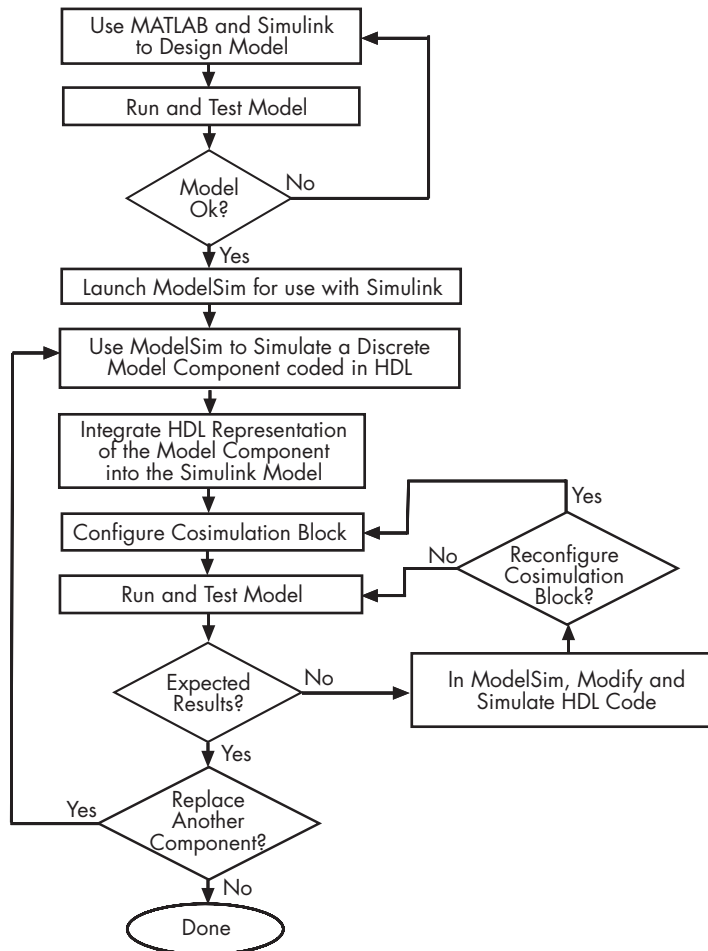 Use MATLAB and Simulink
to Design Model
Run and Test Model
Model
Ok?
No
Yes
Launch ModelSim for use with Simulink
Use ModelSim to Simulate a Discrete
Model Component coded in HDL
Integrate HDL Representation
of the Model Component
into the Simulink Model
Yes
Configure Cosimulation Block
No
Reconfigure
Cosimulation
Block?
Run and Test Model
Expected
Results?
No
In ModelSim, Modify and
Simulate HDL Code
Yes
Yes
Replace
Another
Component?
No
Done